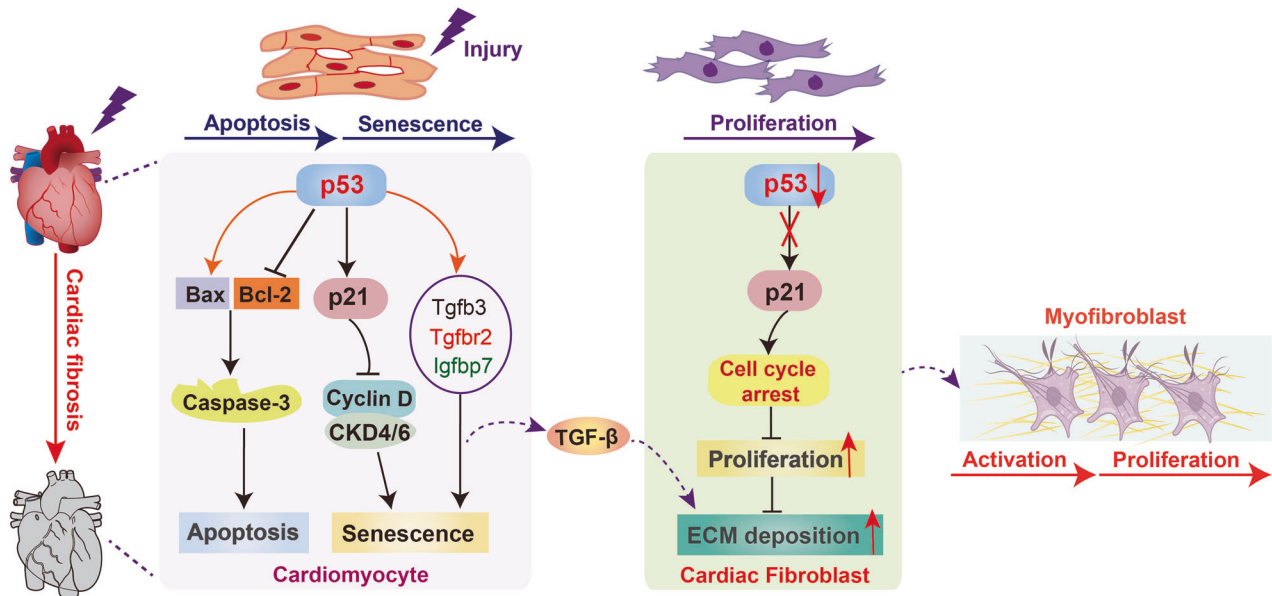 Injury
Apoptosis
Senescence
Proliferation
Cardiac fibrosis
p53
Bax
Bcl-2
p21
Tgfb3
Tgfbr2
Igfbp7
Caspase-3
Cyclin D
CKD4/6
Apoptosis
Senescence
Cardiomyocyte
TGF-β
p53
p21
Cell cycle
arrest
Proliferation
ECM deposition
Cardiac Fibroblast
Myofibroblast
Activation
Proliferation